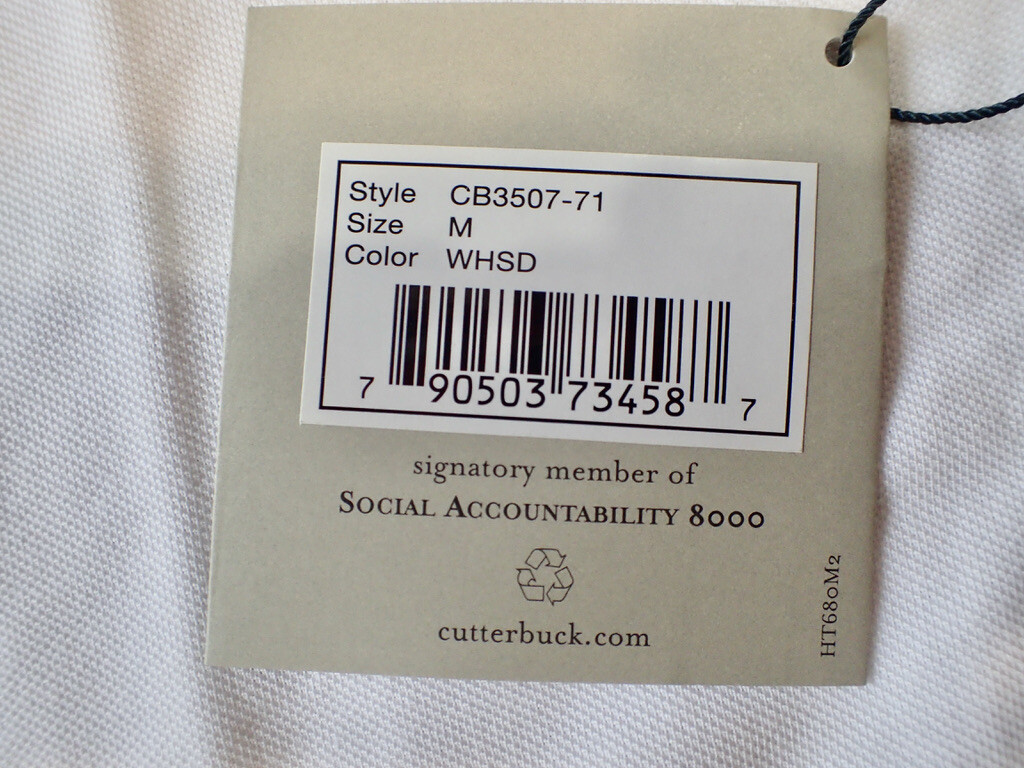 Style CB3507-71
Size M
Color WHSD
7 90503 73458 7
signatory member of
SOCIAL ACCOUNTABILITY 8000
cutterbuck.com
HT680M2